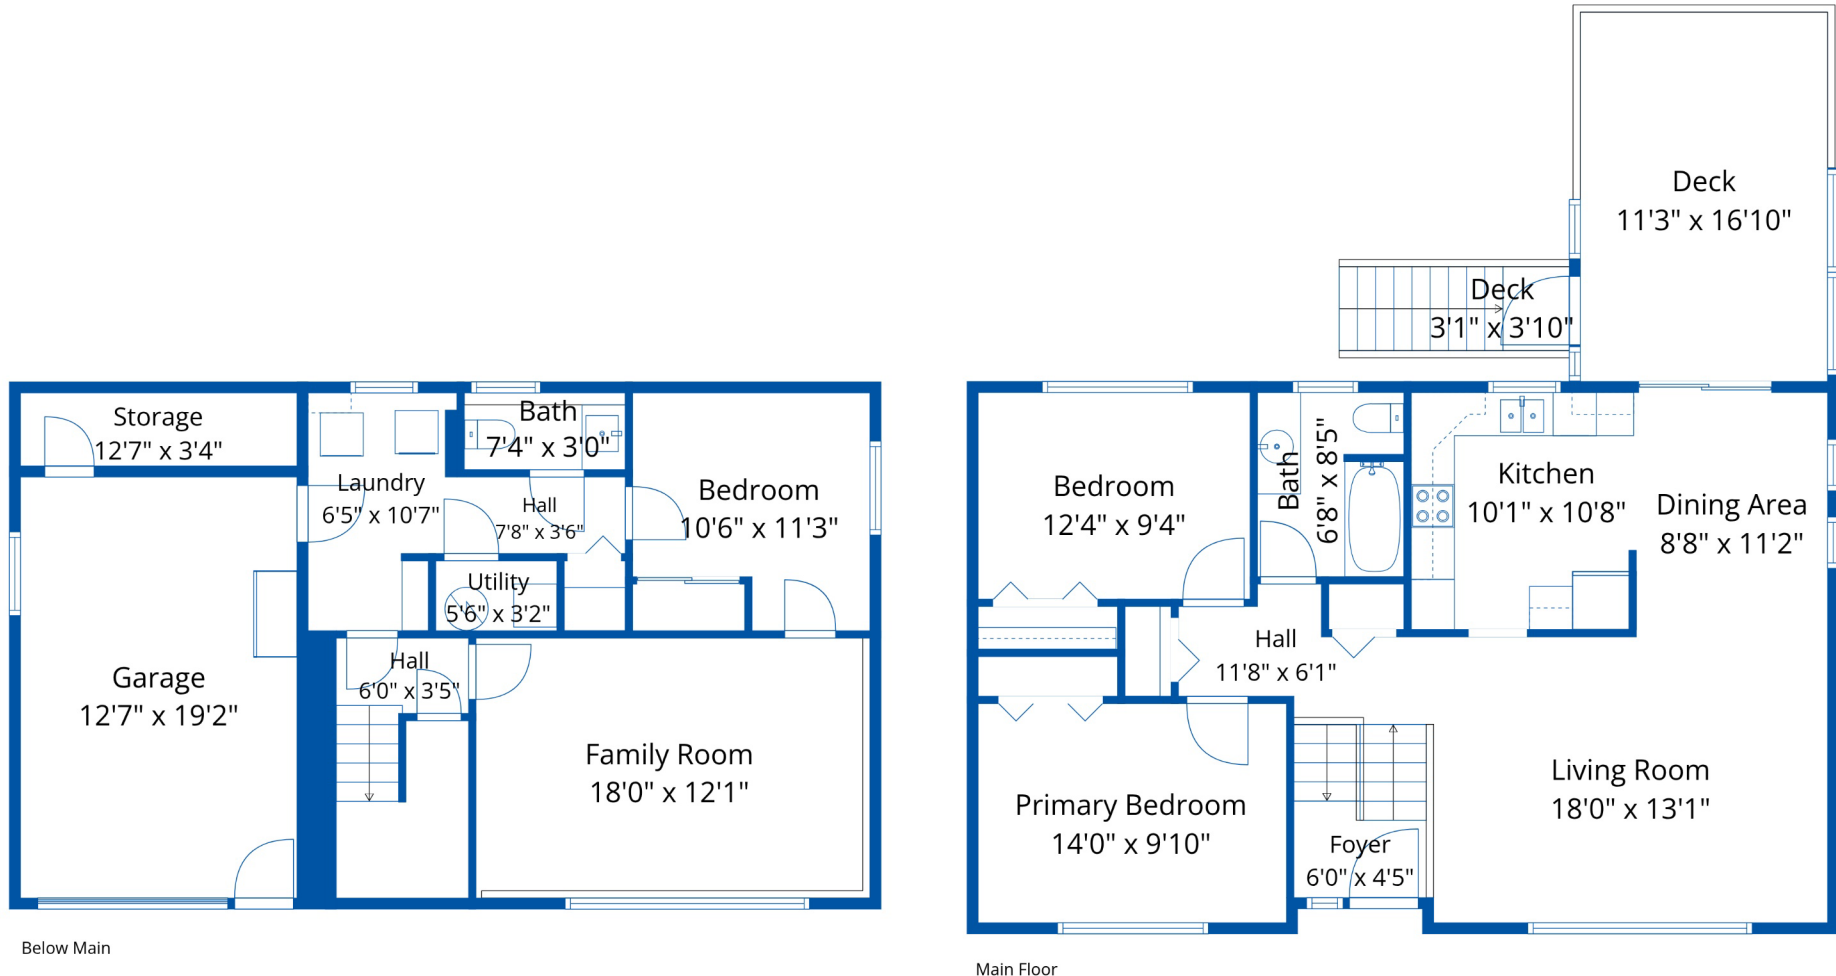 Storage
12'7" x 3'4"
Bath
7'4" x 3'0"
Laundry
6'5" x 10'7"
Hall
7'8" x 3'6"
Bedroom
10'6" x 11'3"
Utility
5'6" x 3'2"
Garage
12'7" x 19'2"
Hall
6'0" x 3'5"
Family Room
18'0" x 12'1"
Below Main
Deck
11'3" x 16'10"
Deck
3'1" x 3'10"
Bedroom
12'4" x 9'4"
Bath
6'8" x 8'5"
Kitchen
10'1" x 10'8"
Dining Area
8'8" x 11'2"
Hall
11'8" x 6'1"
Primary Bedroom
14'0" x 9'10"
Foyer
6'0" x 4'5"
Living Room
18'0" x 13'1"
Main Floor